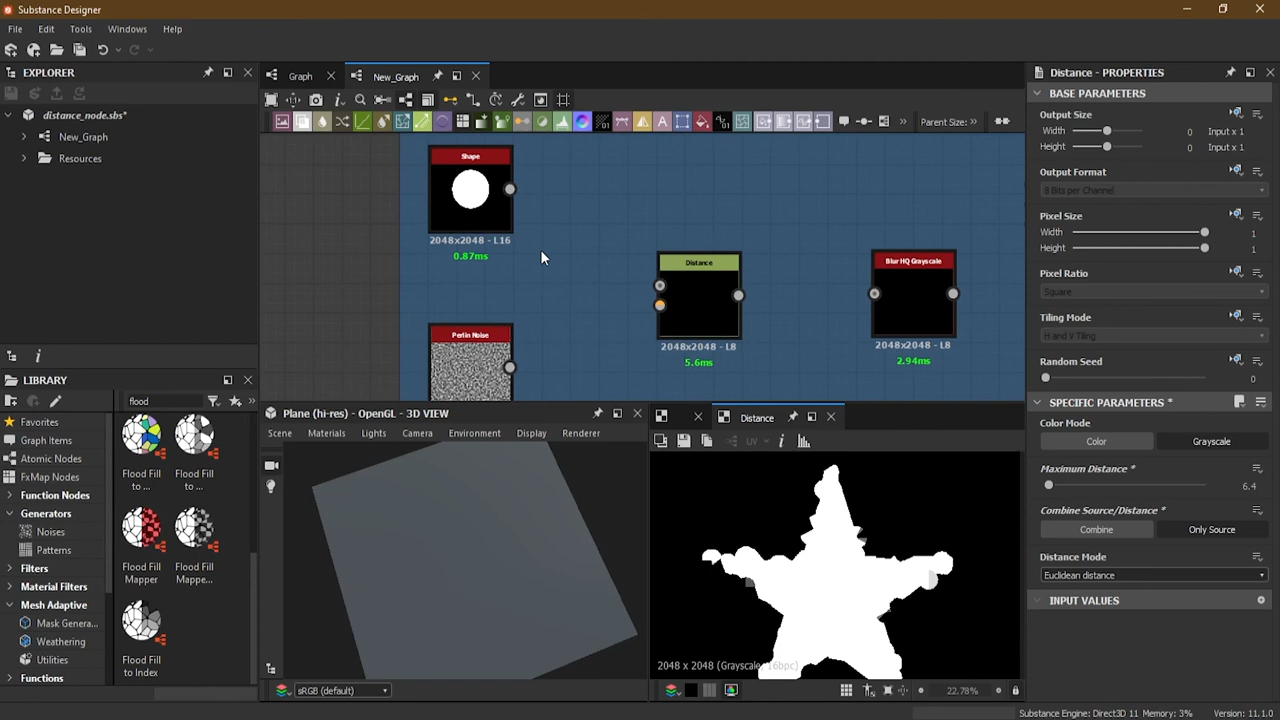 Substance Designer
File Edit Tools Windows Help
EXPLORER
distance_node.sbs*
New_Graph
Resources
LIBRARY
flood
Favorites
Graph Items
Atomic Nodes
FxMap Nodes
Function Nodes
Generators
Noises
Patterns
Filters
Material Filters
Mesh Adaptive
Mask Genera...
Weathering
Utilities
Functions
Flood Fill to ...
Flood Fill to ...
Flood Fill Mapper
Flood Fill Mappe...
Flood Fill to Index
Graph
New_Graph
Parent Size:
Shape
2048x2048 - L16
0.87ms
Perlin Noise
Distance
2048x2048 - L8
5.6ms
Blur HQ Grayscale
2048x2048 - L8
2.94ms
Plane (hi-res) - OpenGL - 3D VIEW
Scene Materials Lights Camera Environment Display Renderer
sRGB (default)
Distance
UV
2048 x 2048 (Grayscale, 16bpc)
22.78%
Distance - PROPERTIES
BASE PARAMETERS
Output Size
Width 0 Input x 1
Height 0 Input x 1
Output Format
8 Bits per Channel
Pixel Size
Width 1
Height 1
Pixel Ratio
Square
Tiling Mode
H and V Tiling
Random Seed
0
SPECIFIC PARAMETERS *
Color Mode
Color Grayscale
Maximum Distance *
6.4
Combine Source/Distance *
Combine Only Source
Distance Mode
Euclidean distance
INPUT VALUES
Substance Engine: Direct3D 11 Memory: 3% Version: 11.1.0